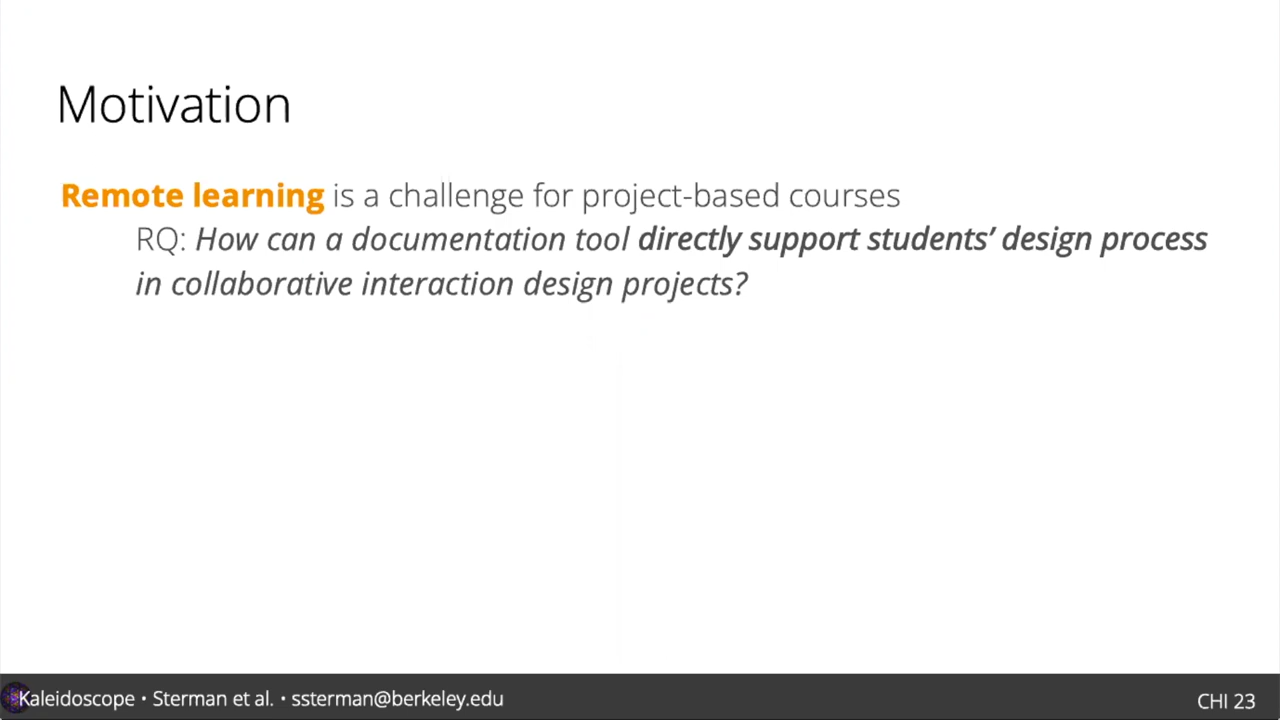 Motivation
Remote learning is a challenge for project-based courses
RQ: How can a documentation tool directly support students’ design process
in collaborative interaction design projects?
Kaleidoscope • Sterman et al. • ssterman@berkeley.edu
CHI 23